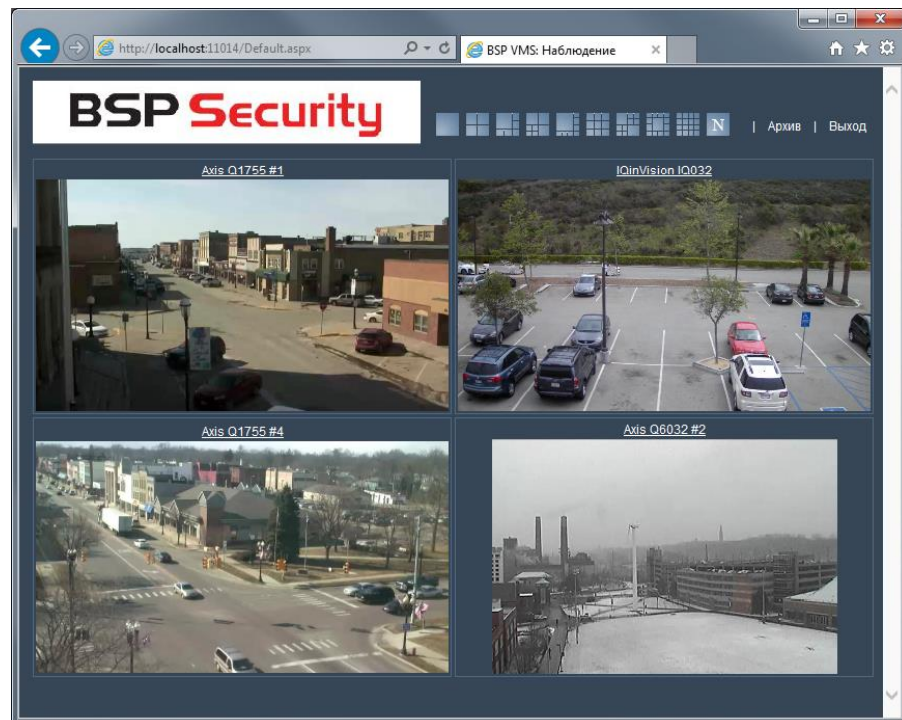 http://localhost:11014/Default.aspx
BSP VMS: Наблюдение
BSP Security
N | Архив | Выход
Axis Q1755 #1
IQinVision IQ032
Axis Q1755 #4
Axis Q6032 #2